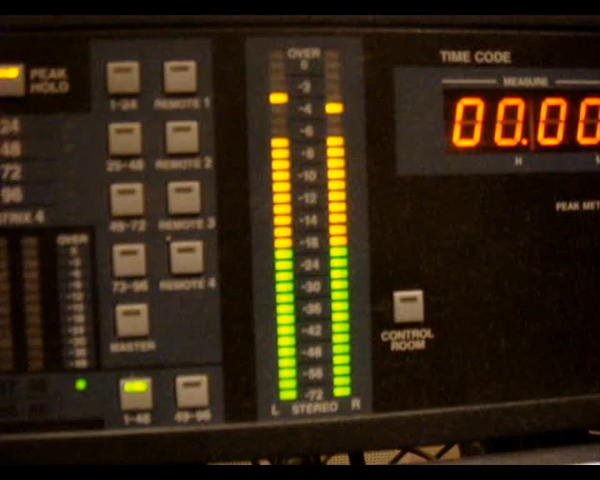 TIME CODE
PEAK
HOLD
OVER
0
-3
-4
-6
-8
-10
-12
-14
-18
-24
-30
-36
-42
-48
-56
-72
L STEREO R
MEASURE
00.00
H
PEAK MET
1-24
REMOTE 1
25-48
REMOTE 2
49-72
REMOTE 3
73-96
REMOTE 4
MASTER
1-48
49-96
CONTROL
ROOM
24
48
72
96
TRIX 4
OVER